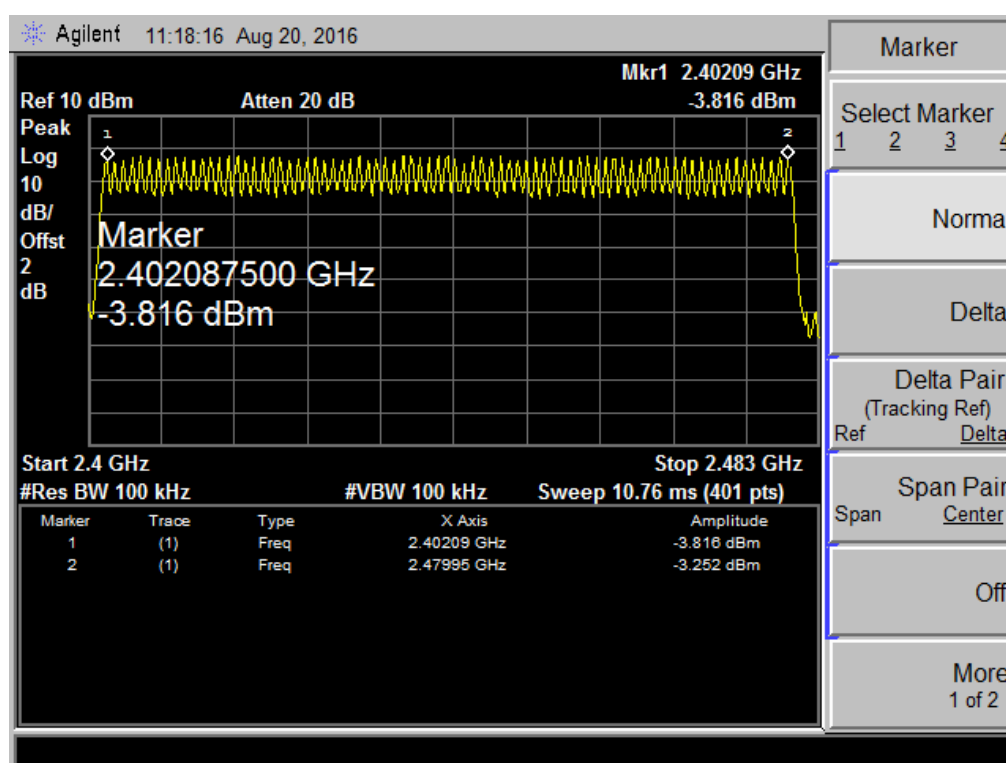 Agilent 11:18:16 Aug 20, 2016
Mkr1 2.40209 GHz
Ref 10 dBm Atten 20 dB -3.816 dBm
Peak
Log
10
dB/
Offst
2
dB
1
2
Marker
2.402087500 GHz
-3.816 dBm
Start 2.4 GHz Stop 2.483 GHz
#Res BW 100 kHz #VBW 100 kHz Sweep 10.76 ms (401 pts)
Marker Trace Type X Axis Amplitude
1 (1) Freq 2.40209 GHz -3.816 dBm
2 (1) Freq 2.47995 GHz -3.252 dBm
Marker
Select Marker
1 2 3 4
Norma
Delta
Delta Pair
(Tracking Ref)
Ref Delta
Span Pair
Span Center
Off
More
1 of 2